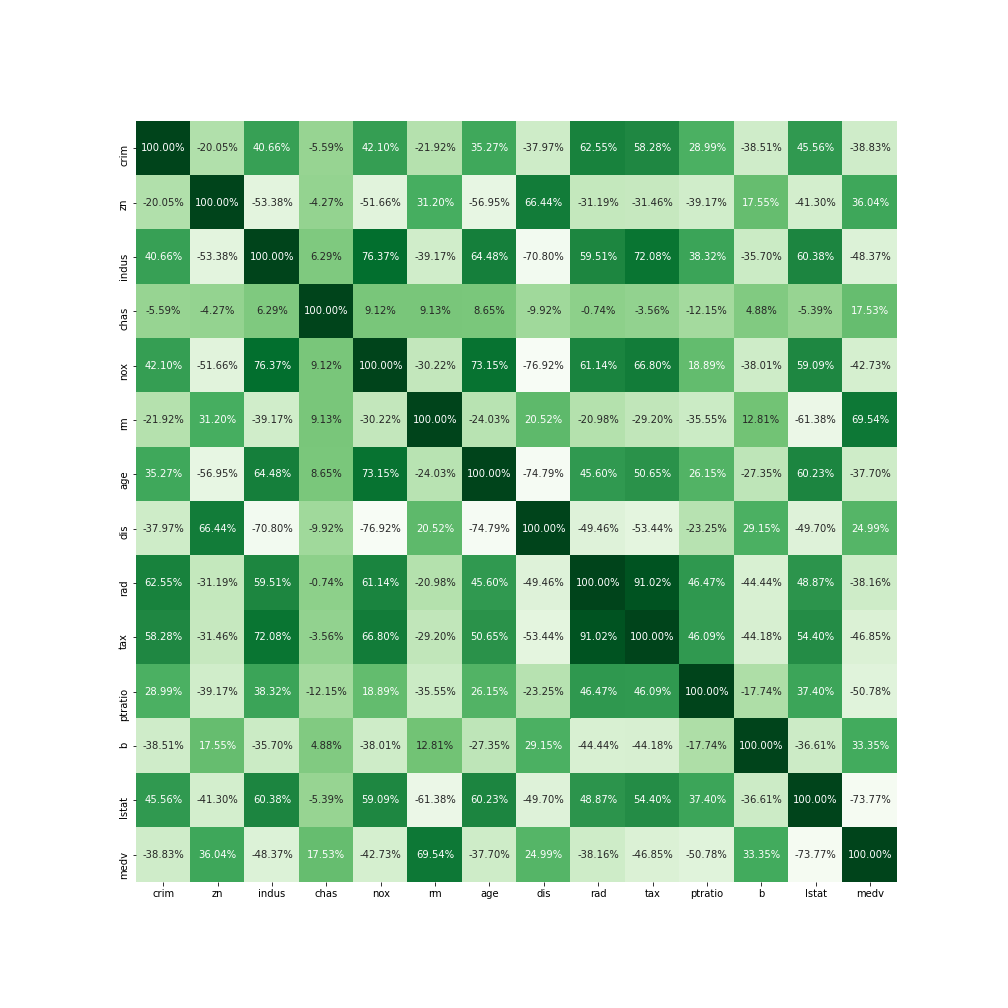 crim 100.00% -20.05% 40.66% -5.59% 42.10% -21.92% 35.27% -37.97% 62.55% 58.28% 28.99% -38.51% 45.56% -38.83%
zn -20.05% 100.00% -53.38% -4.27% -51.66% 31.20% -56.95% 66.44% -31.19% -31.46% -39.17% 17.55% -41.30% 36.04%
indus 40.66% -53.38% 100.00% 6.29% 76.37% -39.17% 64.48% -70.80% 59.51% 72.08% 38.32% -35.70% 60.38% -48.37%
chas -5.59% -4.27% 6.29% 100.00% 9.12% 9.13% 8.65% -9.92% -0.74% -3.56% -12.15% 4.88% -5.39% 17.53%
nox 42.10% -51.66% 76.37% 9.12% 100.00% -30.22% 73.15% -76.92% 61.14% 66.80% 18.89% -38.01% 59.09% -42.73%
rm -21.92% 31.20% -39.17% 9.13% -30.22% 100.00% -24.03% 20.52% -20.98% -29.20% -35.55% 12.81% -61.38% 69.54%
age 35.27% -56.95% 64.48% 8.65% 73.15% -24.03% 100.00% -74.79% 45.60% 50.65% 26.15% -27.35% 60.23% -37.70%
dis -37.97% 66.44% -70.80% -9.92% -76.92% 20.52% -74.79% 100.00% -49.46% -53.44% -23.25% 29.15% -49.70% 24.99%
rad 62.55% -31.19% 59.51% -0.74% 61.14% -20.98% 45.60% -49.46% 100.00% 91.02% 46.47% -44.44% 48.87% -38.16%
tax 58.28% -31.46% 72.08% -3.56% 66.80% -29.20% 50.65% -53.44% 91.02% 100.00% 46.09% -44.18% 54.40% -46.85%
ptratio 28.99% -39.17% 38.32% -12.15% 18.89% -35.55% 26.15% -23.25% 46.47% 46.09% 100.00% -17.74% 37.40% -50.78%
b -38.51% 17.55% -35.70% 4.88% -38.01% 12.81% -27.35% 29.15% -44.44% -44.18% -17.74% 100.00% -36.61% 33.35%
lstat 45.56% -41.30% 60.38% -5.39% 59.09% -61.38% 60.23% -49.70% 48.87% 54.40% 37.40% -36.61% 100.00% -73.77%
medv -38.83% 36.04% -48.37% 17.53% -42.73% 69.54% -37.70% 24.99% -38.16% -46.85% -50.78% 33.35% -73.77% 100.00%
crim zn indus chas nox rm age dis rad tax ptratio b lstat medv